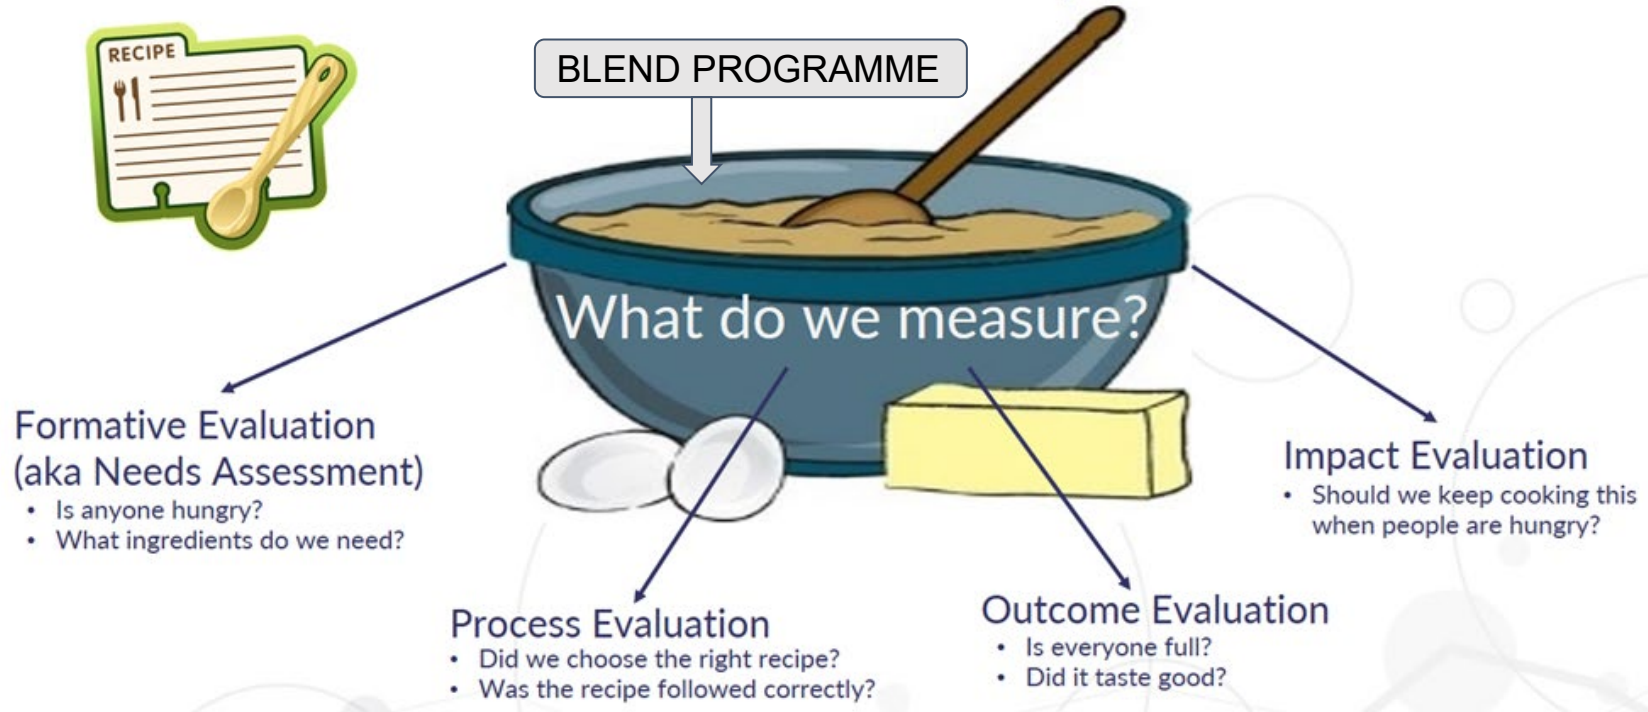 RECIPE
BLEND PROGRAMME
What do we measure?
Formative Evaluation
(aka Needs Assessment)
• Is anyone hungry?
• What ingredients do we need?
Process Evaluation
• Did we choose the right recipe?
• Was the recipe followed correctly?
Outcome Evaluation
• Is everyone full?
• Did it taste good?
Impact Evaluation
• Should we keep cooking this
when people are hungry?